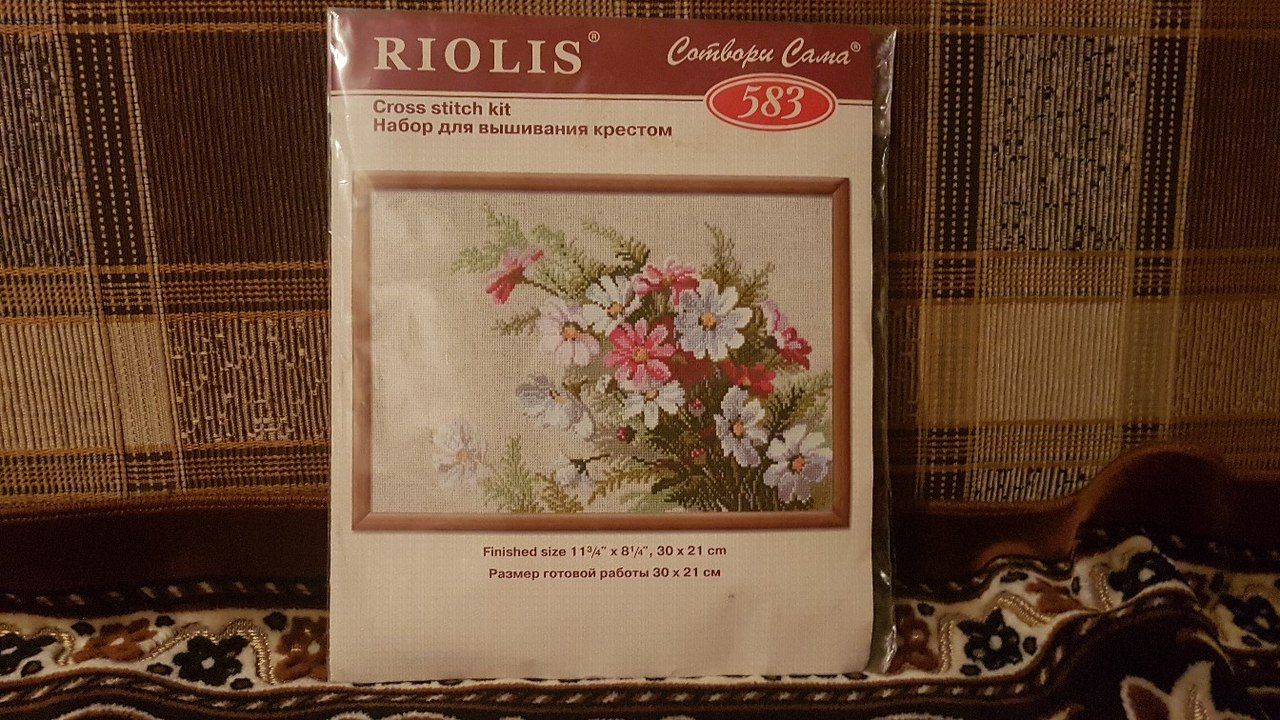 RIOLIS®
Сотвори Сама®
583
Cross stitch kit
Набор для вышивания крестом
Finished size 11³/₄" x 8¹/₄", 30 x 21 cm
Размер готовой работы 30 х 21 см